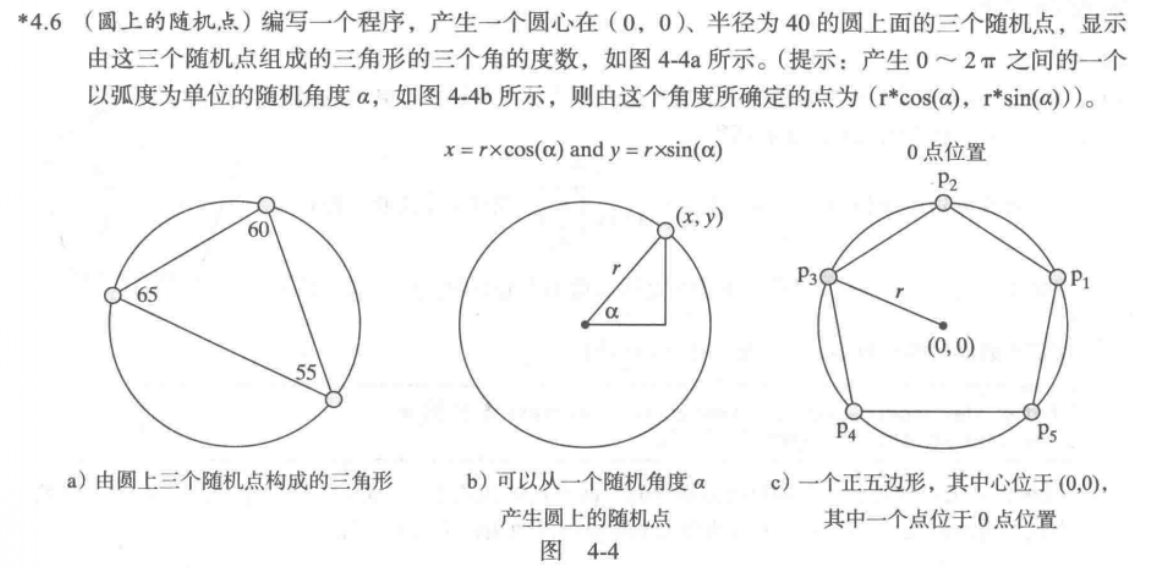 *4.6 （圆上的随机点）编写一个程序，产生一个圆心在（0，0）、半径为 40 的圆上面的三个随机点，显示
由这三个随机点组成的三角形的三个角的度数，如图 4-4a 所示。（提示：产生 0 ～ 2π 之间的一个
以弧度为单位的随机角度 α，如图 4-4b 所示，则由这个角度所确定的点为（r*cos(α)，r*sin(α)））。
x = r×cos(α) and y = r×sin(α)
0 点位置
60
65
55
(x, y)
r
α
p2
p3
p1
r
(0, 0)
p4
p5
a）由圆上三个随机点构成的三角形
b）可以从一个随机角度 α
产生圆上的随机点
c）一个正五边形，其中心位于 (0,0)，
其中一个点位于 0 点位置
图 4-4